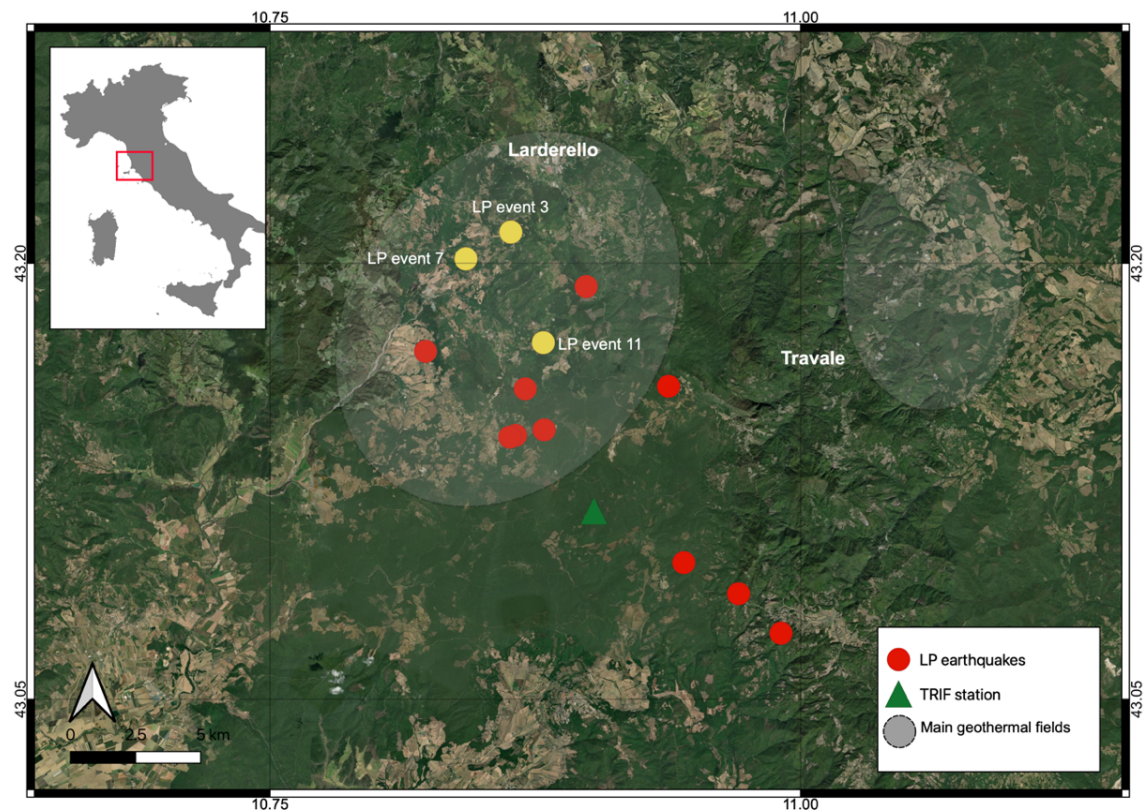 10.75
11.00
Larderello
LP event 3
LP event 7
43.20
43.20
LP event 11
Travale
43.05
43.05
LP earthquakes
TRIF station
Main geothermal fields
0
2.5
5 km
10.75
11.00